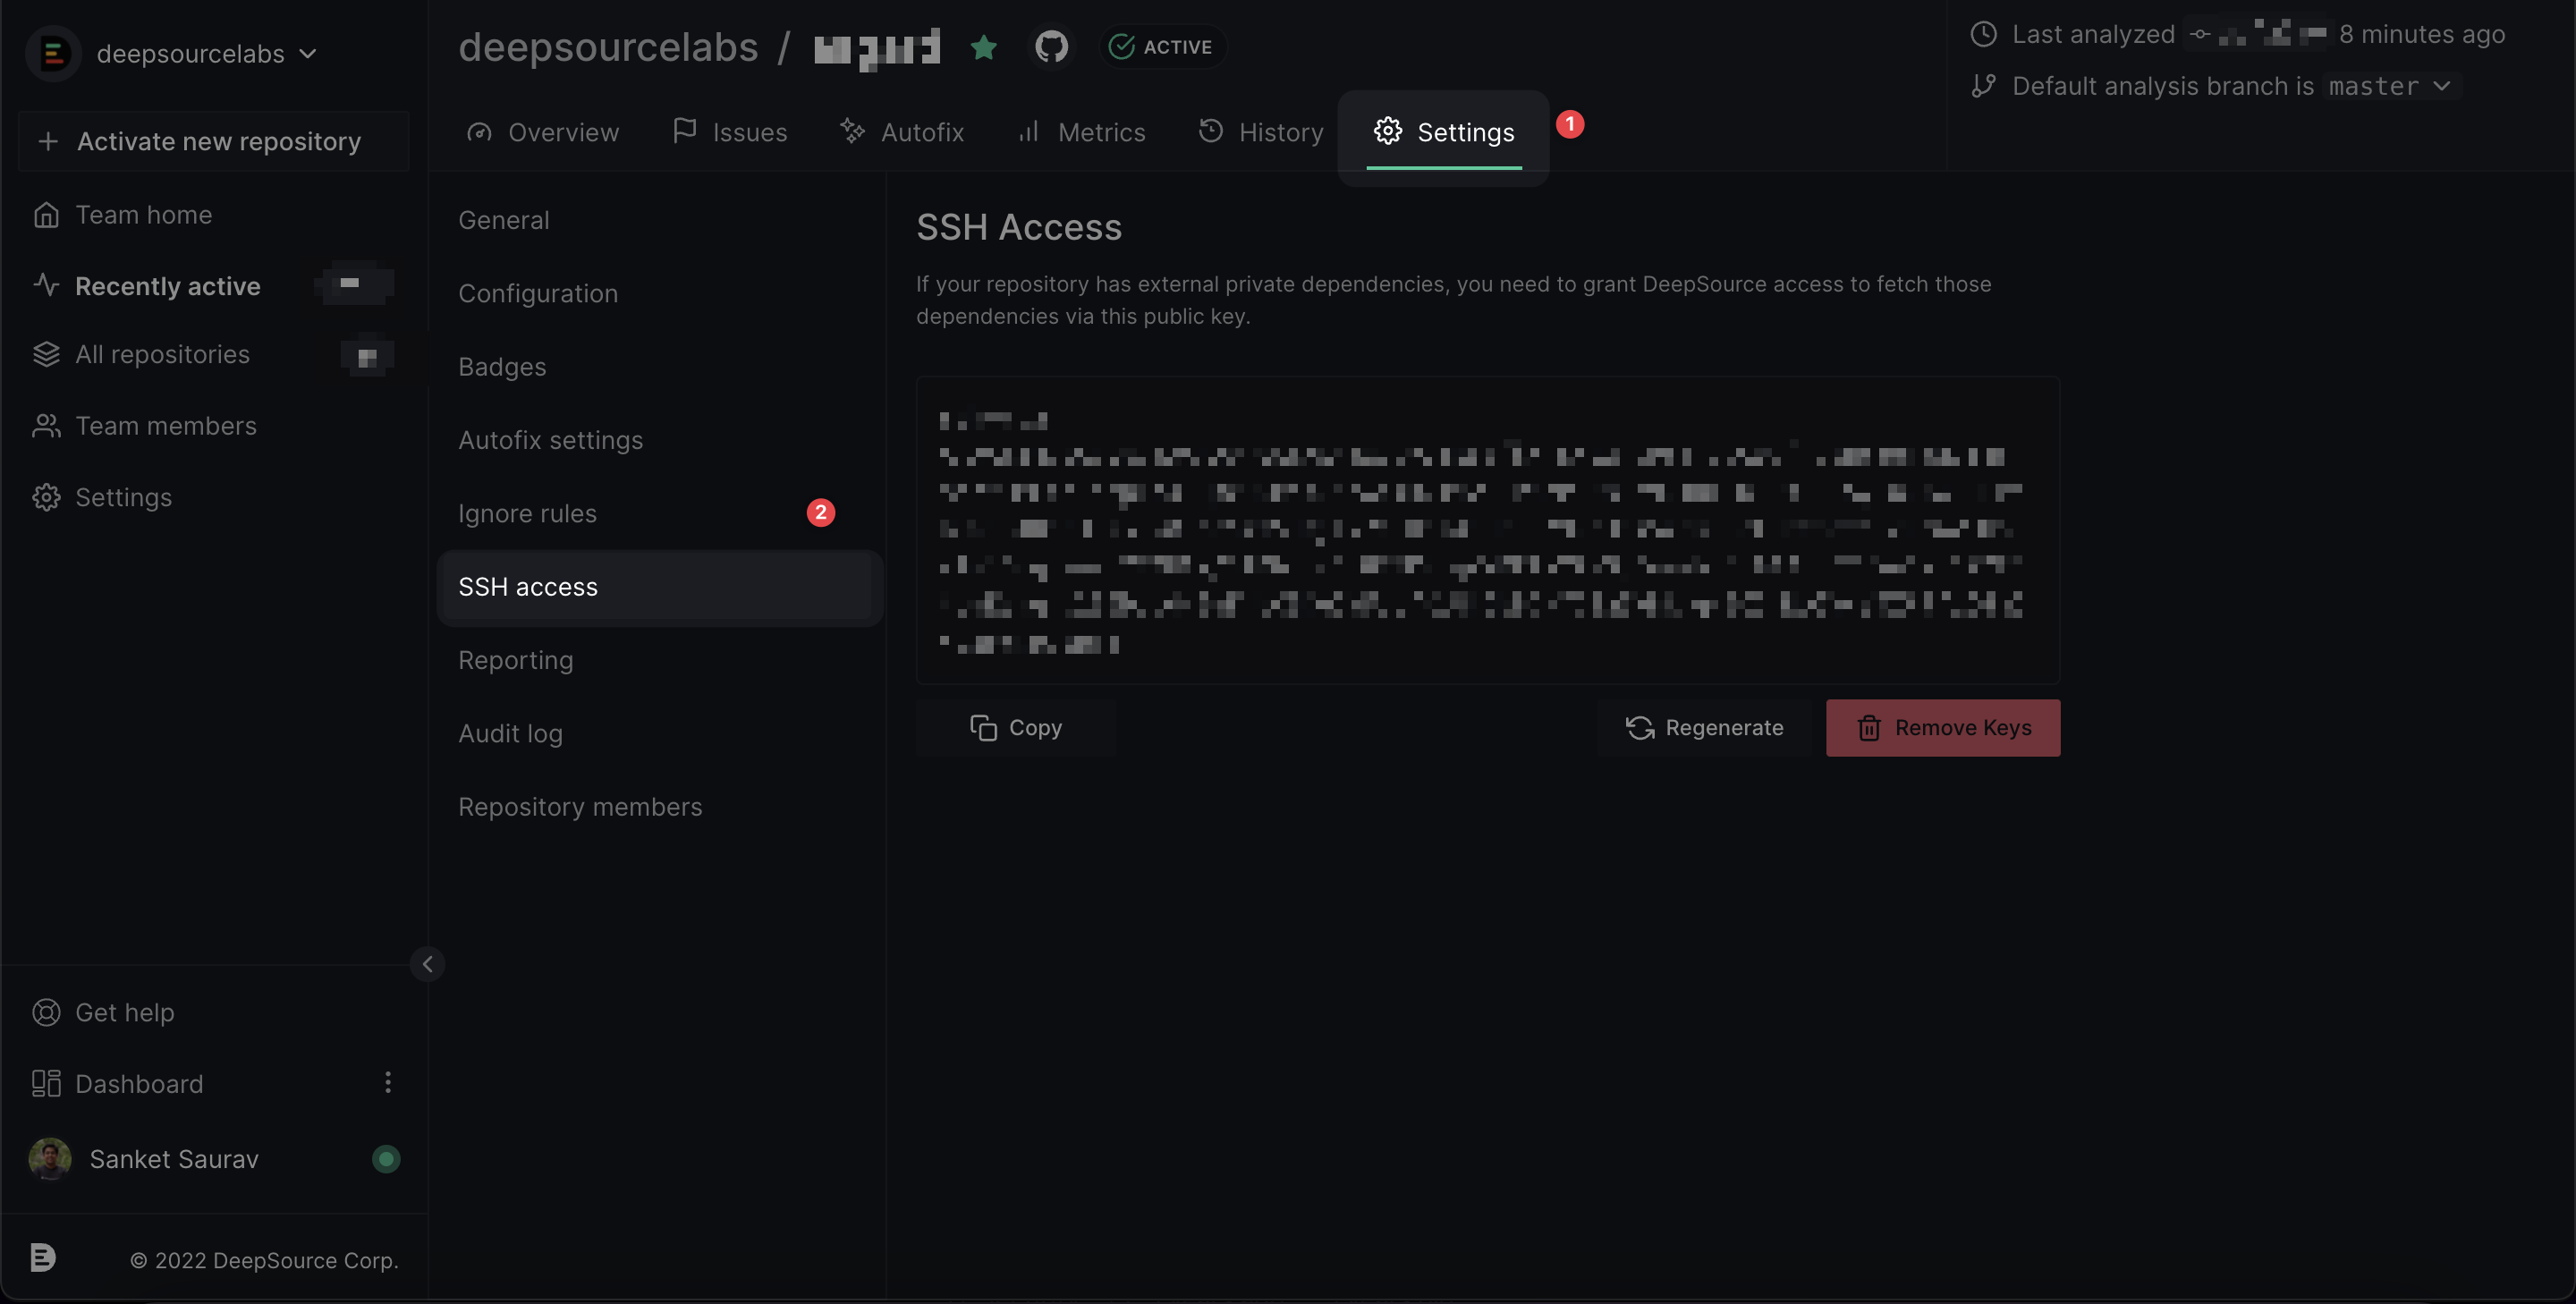 deepsourcelabs
Activate new repository
Team home
Recently active
All repositories
Team members
Settings
Get help
Dashboard
Sanket Saurav
© 2022 DeepSource Corp.
deepsourcelabs /
ACTIVE
Last analyzed 8 minutes ago
Default analysis branch is master
Overview
Issues
Autofix
Metrics
History
Settings
1
General
Configuration
Badges
Autofix settings
Ignore rules
2
SSH access
Reporting
Audit log
Repository members
SSH Access
If your repository has external private dependencies, you need to grant DeepSource access to fetch those
dependencies via this public key.
Copy
Regenerate
Remove Keys